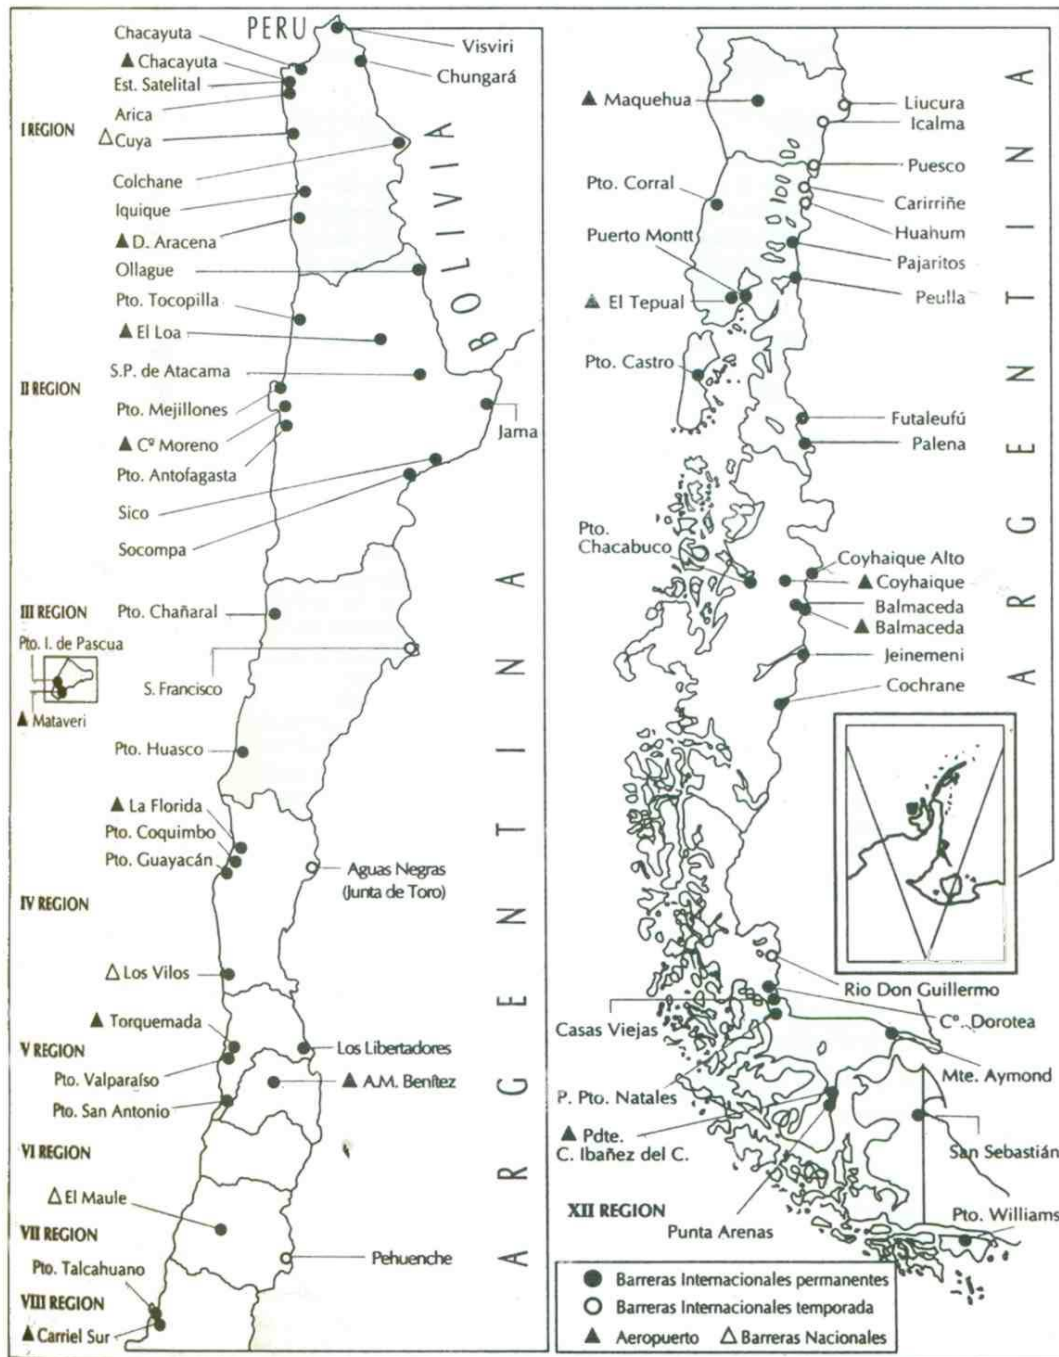 PERU
Chacayuta
▲ Chacayuta
Est. Satelital
Arica
I REGION
△ Cuya
Colchane
Iquique
▲ D. Aracena
Ollague
Pto. Tocopilla
▲ El Loa
S.P. de Atacama
II REGION
Pto. Mejillones
▲ Cº Moreno
Pto. Antofagasta
Sico
Socompa
III REGION
Pto. Chañaral
Pto. I. de Pascua
S. Francisco
▲ Mataveri
Pto. Huasco
▲ La Florida
Pto. Coquimbo
Pto. Guayacán
IV REGION
△ Los Vilos
▲ Torquemada
V REGION
Pto. Valparaíso
Pto. San Antonio
VI REGION
△ El Maule
VII REGION
Pto. Talcahuano
VIII REGION
▲ Carriel Sur
Visviri
Chungará
BOLIVIA
Jama
Aguas Negras
(Junta de Toro)
Los Libertadores
▲ A.M. Benítez
Pehuenche
ARGENTINA
▲ Maquehua
Pto. Corral
Puerto Montt
▲ El Tepual
Pto. Castro
Pto.
Chacabuco
Casas Viejas
P. Pto. Natales
▲ Pdte.
C. Ibañez del C.
XII REGION
Punta Arenas
Liucura
Icalma
Puesco
Carirriñe
Huahum
Pajaritos
Peulla
Futaleufú
Palena
Coyhaique Alto
▲ Coyhaique
Balmaceda
▲ Balmaceda
Jeinemeni
Cochrane
Rio Don Guillermo
Cº. Dorotea
Mte. Aymond
San Sebastián
Pto. Williams
ARGENTINA
● Barreras Internacionales permanentes
○ Barreras Internacionales temporada
▲ Aeropuerto △ Barreras Nacionales